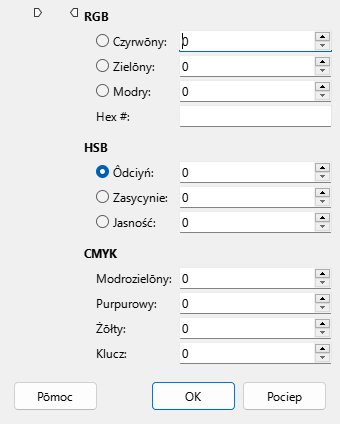 RGB
Czyrwōny: 0
Zielōny: 0
Modry: 0
Hex #:
HSB
Ôdciyń: 0
Zasycynie: 0
Jasność: 0
CMYK
Modrozielōny: 0
Purpurowy: 0
Żōłty: 0
Klucz: 0
Pōmoc OK Pociep